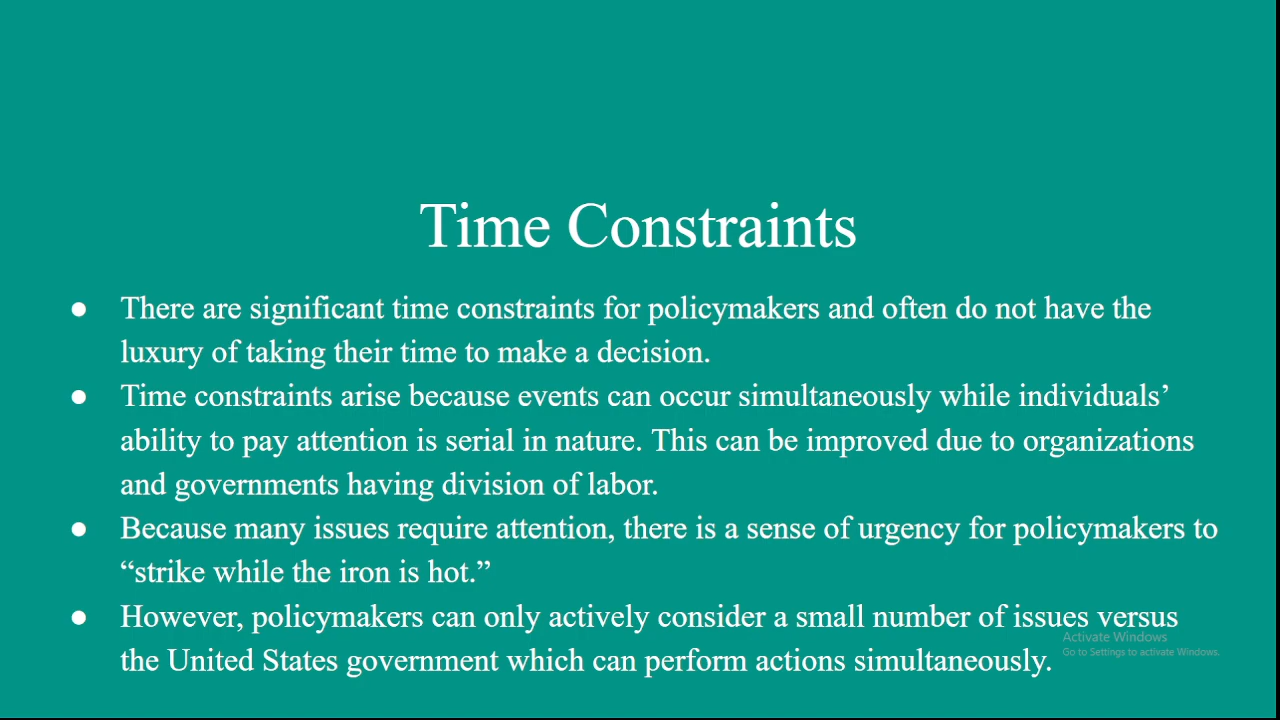 Time Constraints
● There are significant time constraints for policymakers and often do not have the
luxury of taking their time to make a decision.
● Time constraints arise because events can occur simultaneously while individuals’
ability to pay attention is serial in nature. This can be improved due to organizations
and governments having division of labor.
● Because many issues require attention, there is a sense of urgency for policymakers to
“strike while the iron is hot.”
● However, policymakers can only actively consider a small number of issues versus
the United States government which can perform actions simultaneously.
Activate Windows
Go to Settings to activate Windows.